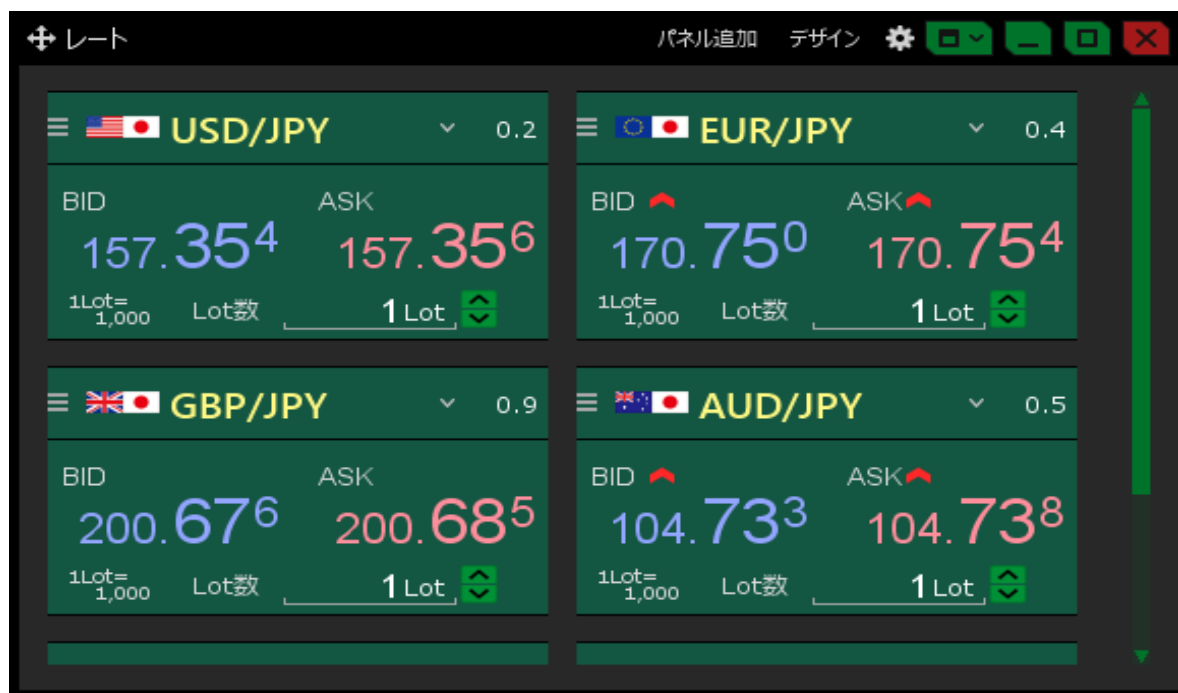 レート パネル追加 デザイン
USD/JPY 0.2
BID ASK
157.354 157.356
1Lot=
1,000 Lot数 1 Lot
EUR/JPY 0.4
BID ASK
170.750 170.754
1Lot=
1,000 Lot数 1 Lot
GBP/JPY 0.9
BID ASK
200.676 200.685
1Lot=
1,000 Lot数 1 Lot
AUD/JPY 0.5
BID ASK
104.733 104.738
1Lot=
1,000 Lot数 1 Lot